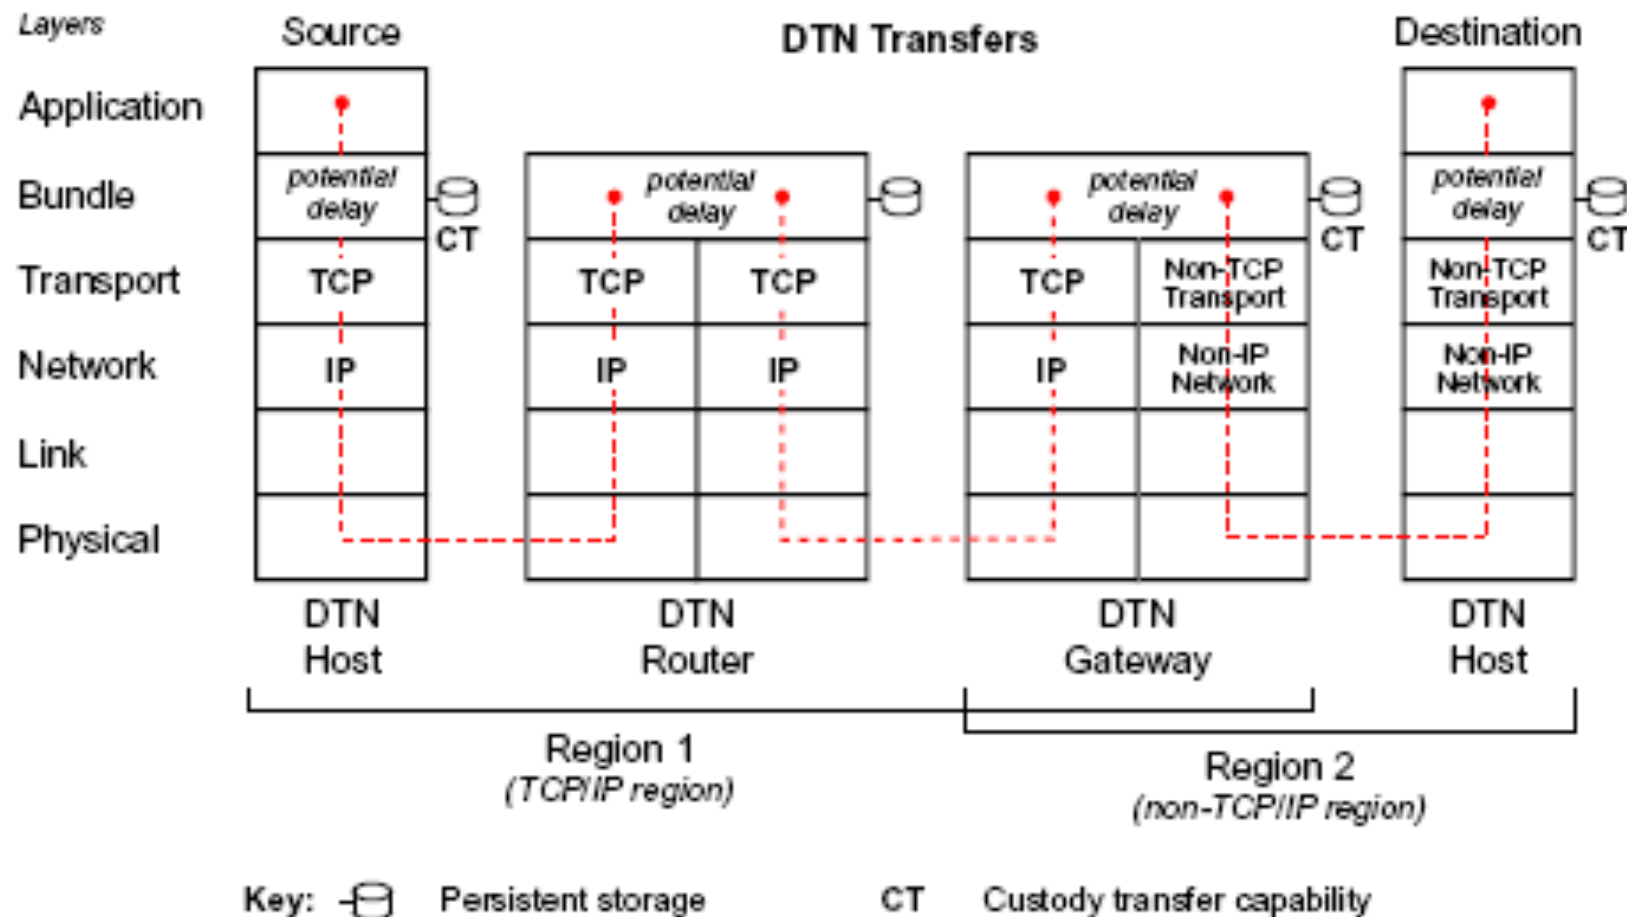 Layers
Source
DTN Transfers
Destination
Application
Bundle
potential delay
CT
potential delay
potential delay
CT
potential delay
CT
Transport
TCP
TCP
TCP
TCP
Non-TCP Transport
Non-TCP Transport
Network
IP
IP
IP
IP
Non-IP Network
Non-IP Network
Link
Physical
DTN Host
DTN Router
DTN Gateway
DTN Host
Region 1
(TCP/IP region)
Region 2
(non-TCP/IP region)
Key: Persistent storage CT Custody transfer capability